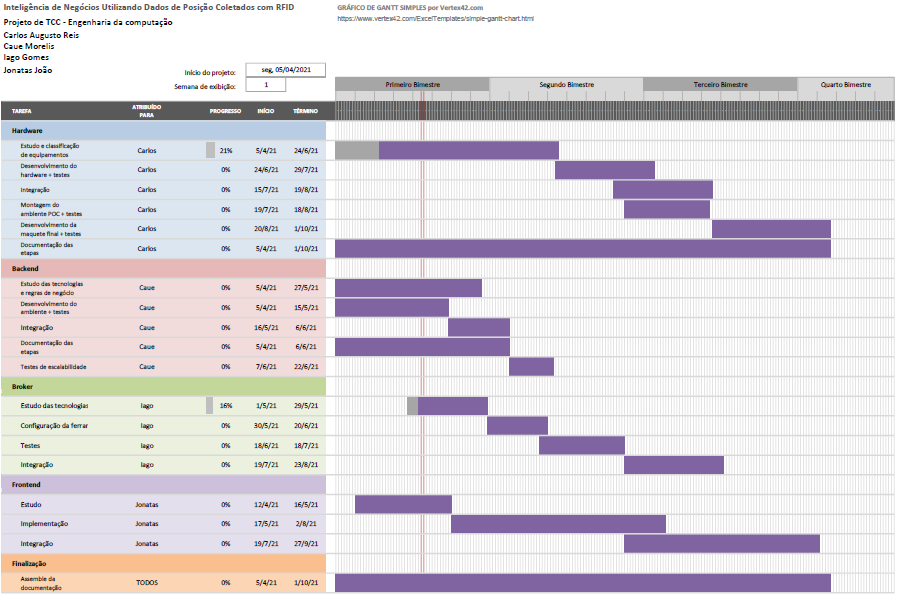 Inteligência de Negócios Utilizando Dados de Posição Coletados com RFID
GRÁFICO DE GANTT SIMPLES por Vertex42.com
https://www.vertex42.com/ExcelTemplates/simple-gantt-chart.html
Projeto de TCC - Engenharia da computação
Carlos Augusto Reis
Caue Morelis
Iago Gomes
Jonatas João
Início do projeto: seg, 05/04/2021
Semana de exibição: 1
Primeiro Bimestre Segundo Bimestre Terceiro Bimestre Quarto Bimestre
TAREFA ATRIBUÍDO PARA PROGRESSO INÍCIO TÉRMINO
Hardware
Estudo e classificação
de equipamentos Carlos 21% 5/4/21 24/6/21
Desenvolvimento do
hardware + testes Carlos 0% 24/6/21 29/7/21
Integração Carlos 0% 15/7/21 19/8/21
Montagem do
ambiente POC + testes Carlos 0% 19/7/21 18/8/21
Desenvolvimento da
maquete final + testes Carlos 0% 20/8/21 1/10/21
Documentação das
etapas Carlos 0% 5/4/21 1/10/21
Backend
Estudo das tecnologias
e regras de negócio Caue 0% 5/4/21 27/5/21
Desenvolvimento do
ambiente + testes Caue 0% 5/4/21 15/5/21
Integração Caue 0% 16/5/21 6/6/21
Documentação das
etapas Caue 0% 5/4/21 6/6/21
Testes de escalabilidade Caue 0% 7/6/21 22/6/21
Broker
Estudo das tecnologias Iago 16% 1/5/21 29/5/21
Configuração da ferrar Iago 0% 30/5/21 20/6/21
Testes Iago 0% 18/6/21 18/7/21
Integração Iago 0% 19/7/21 23/8/21
Frontend
Estudo Jonatas 0% 12/4/21 16/5/21
Implementação Jonatas 0% 17/5/21 2/8/21
Integração Jonatas 0% 19/7/21 27/9/21
Finalização
Assemble da
documentação TODOS 0% 5/4/21 1/10/21